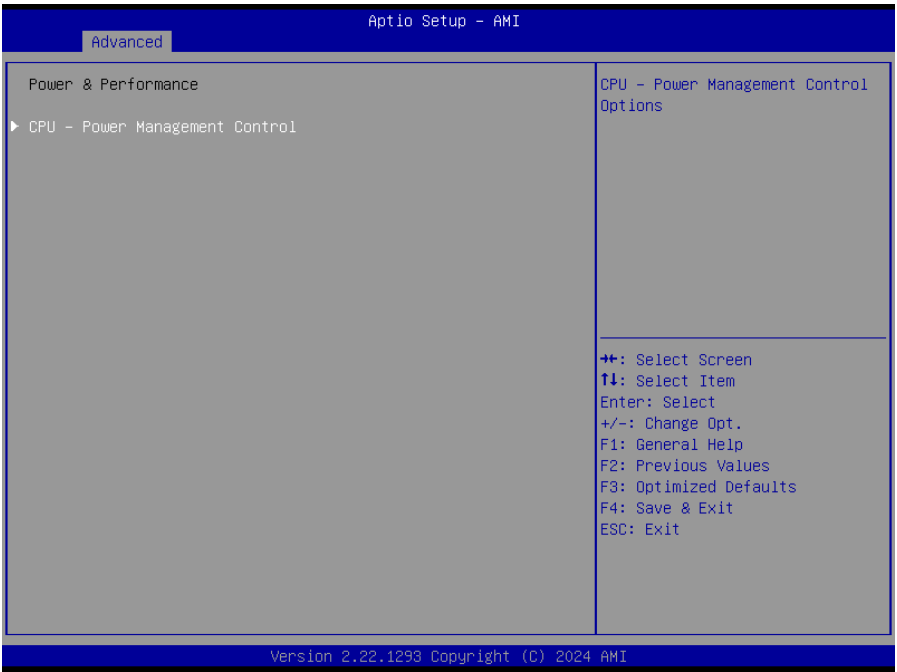 Aptio Setup – AMI
Advanced
Power & Performance
▶ CPU – Power Management Control
CPU – Power Management Control
Options
→←: Select Screen
↑↓: Select Item
Enter: Select
+/–: Change Opt.
F1: General Help
F2: Previous Values
F3: Optimized Defaults
F4: Save & Exit
ESC: Exit
Version 2.22.1293 Copyright (C) 2024 AMI